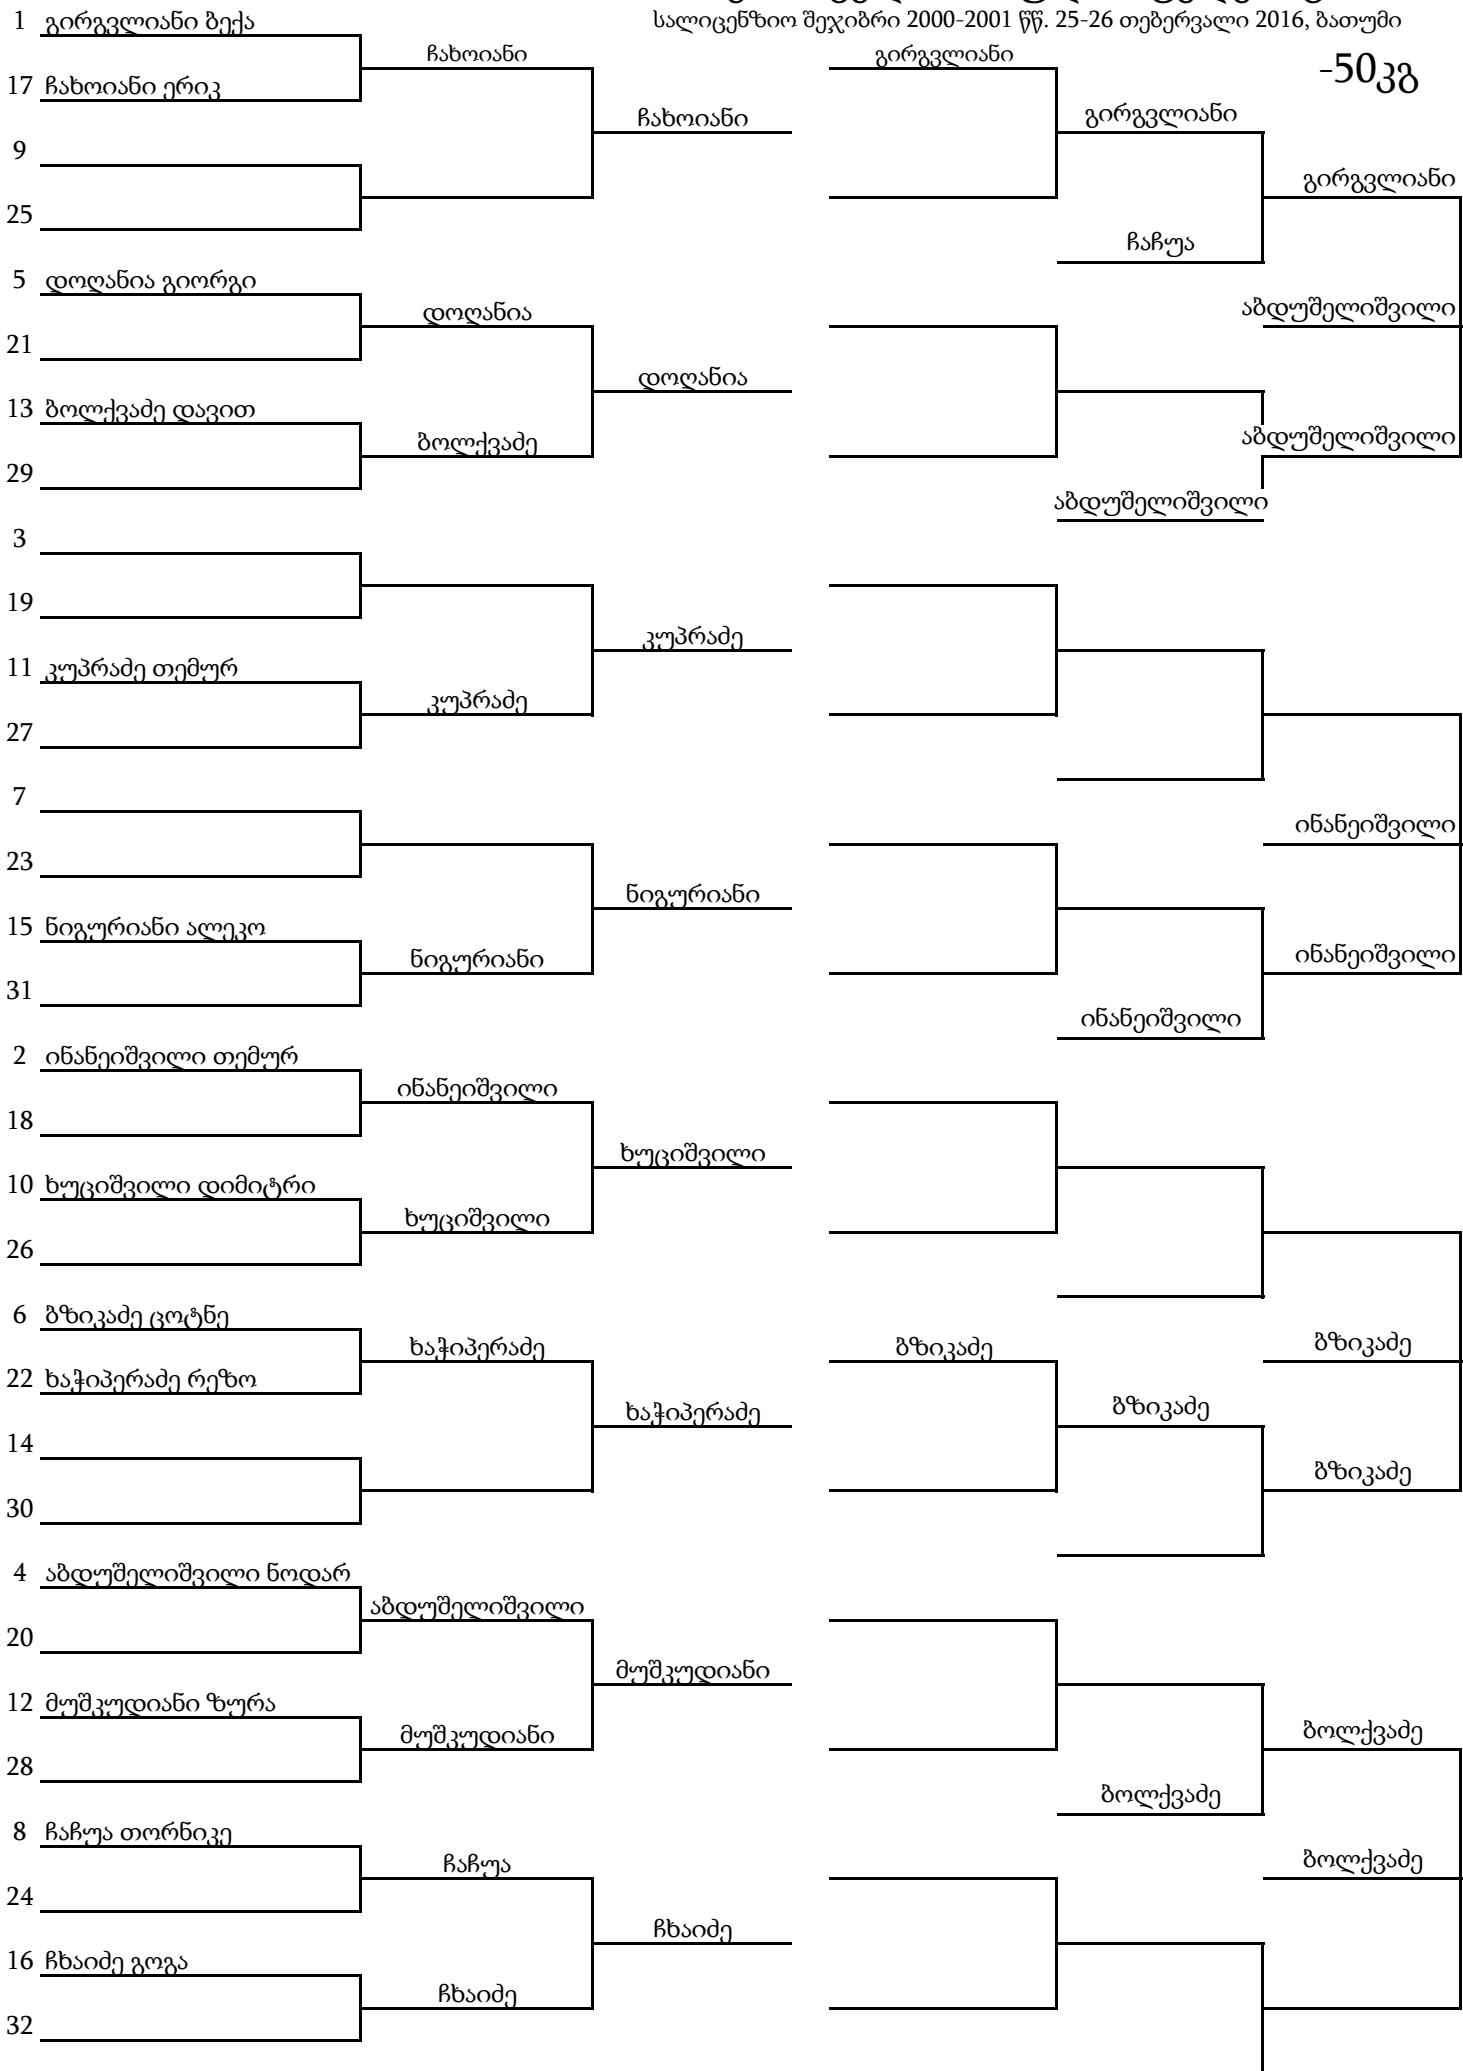 სალიცენზიო შეჯიბრი 2000-2001 წწ. 25-26 თებერვალი 2016, ბათუმი
-50კგ
1 გირგვლიანი ბექა
ჩახოიანი
გირგვლიანი
17 ჩახოიანი ერიკ
ჩახოიანი
გირგვლიანი
9
გირგვლიანი
25
ჩაჩუა
5 დოღანია გიორგი
დოღანია
აბდუშელიშვილი
21
დოღანია
13 ბოლქვაძე დავით
ბოლქვაძე
აბდუშელიშვილი
29
აბდუშელიშვილი
3
19
კუპრაძე
11 კუპრაძე თემურ
კუპრაძე
27
7
ინანეიშვილი
23
ნიგურიანი
15 ნიგურიანი ალეკო
ნიგურიანი
ინანეიშვილი
31
ინანეიშვილი
2 ინანეიშვილი თემურ
ინანეიშვილი
18
ხუციშვილი
10 ხუციშვილი დიმიტრი
ხუციშვილი
26
6 ბზიკაძე ცოტნე
ხაჭიპერაძე
ბზიკაძე
ბზიკაძე
22 ხაჭიპერაძე რეზო
ხაჭიპერაძე
ბზიკაძე
14
ბზიკაძე
30
4 აბდუშელიშვილი ნოდარ
აბდუშელიშვილი
20
მუშკუდიანი
12 მუშკუდიანი ზურა
მუშკუდიანი
ბოლქვაძე
28
ბოლქვაძე
8 ჩაჩუა თორნიკე
ჩაჩუა
ბოლქვაძე
24
ჩხაიძე
16 ჩხაიძე გოგა
ჩხაიძე
32